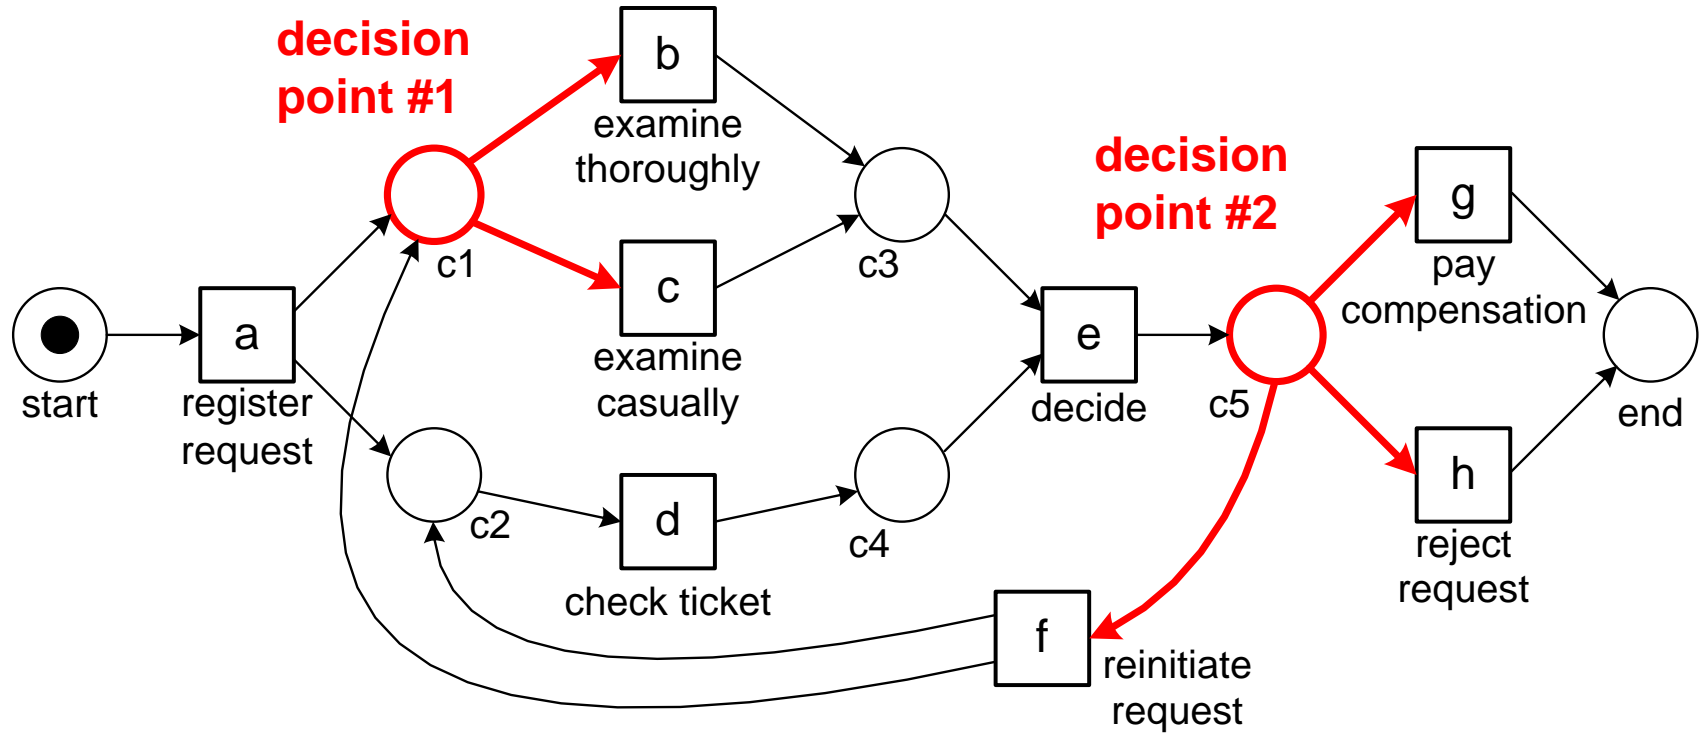 decision
point #1
b
examine
thoroughly
c1
c3
c
examine
casually
start
a
register
request
c2
d
check ticket
c4
e
decide
decision
point #2
c5
g
pay
compensation
end
h
reject
request
f
reinitiate
request